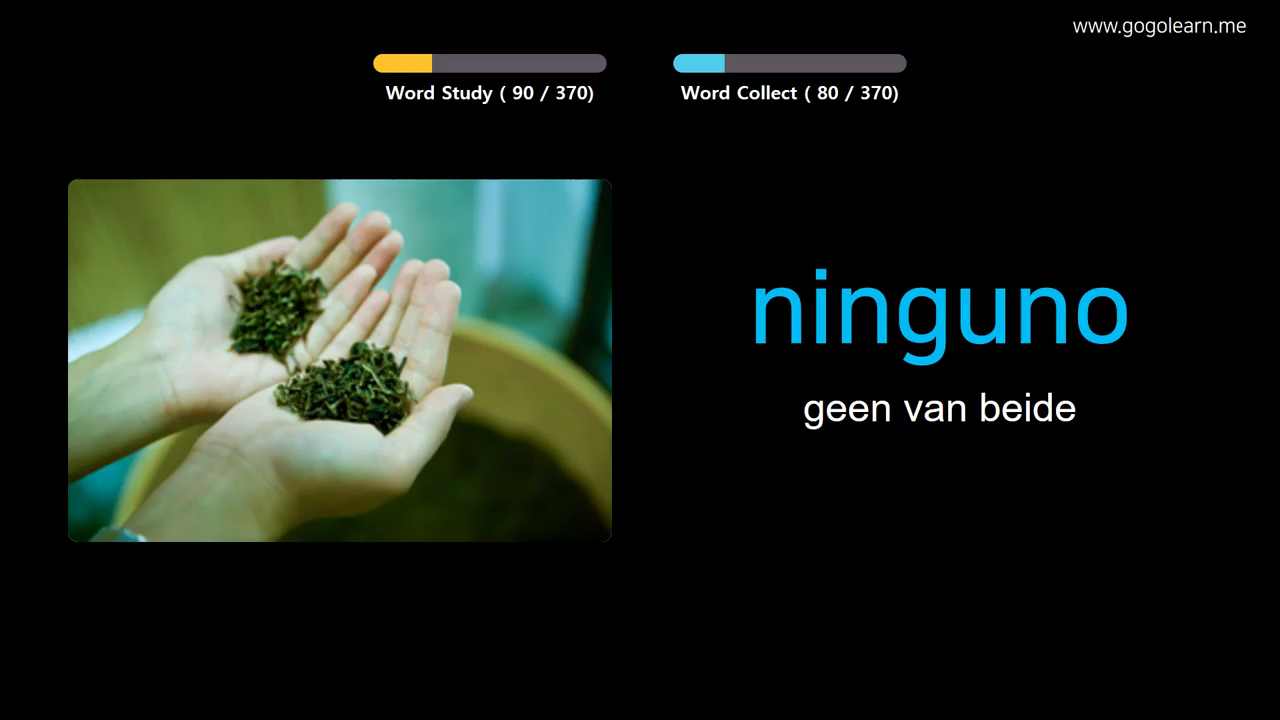 www.gogolearn.me
Word Study ( 90 / 370)
Word Collect ( 80 / 370)
ninguno
geen van beide